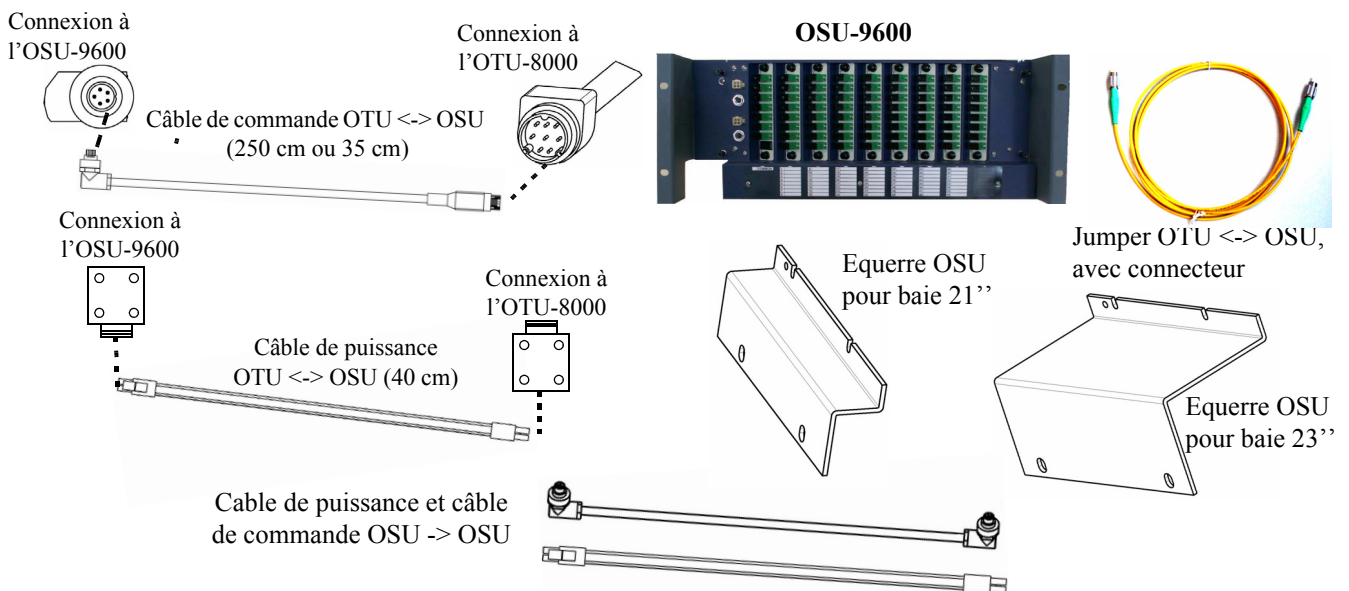 Connexion à
l'OSU-9600
Connexion à
l'OTU-8000
OSU-9600
Câble de commande OTU <-> OSU
(250 cm ou 35 cm)
Connexion à
l'OSU-9600
Connexion à
l'OTU-8000
Câble de puissance
OTU <-> OSU (40 cm)
Equerre OSU
pour baie 21’’
Jumper OTU <-> OSU,
avec connecteur
Equerre OSU
pour baie 23’’
Cable de puissance et câble
de commande OSU -> OSU